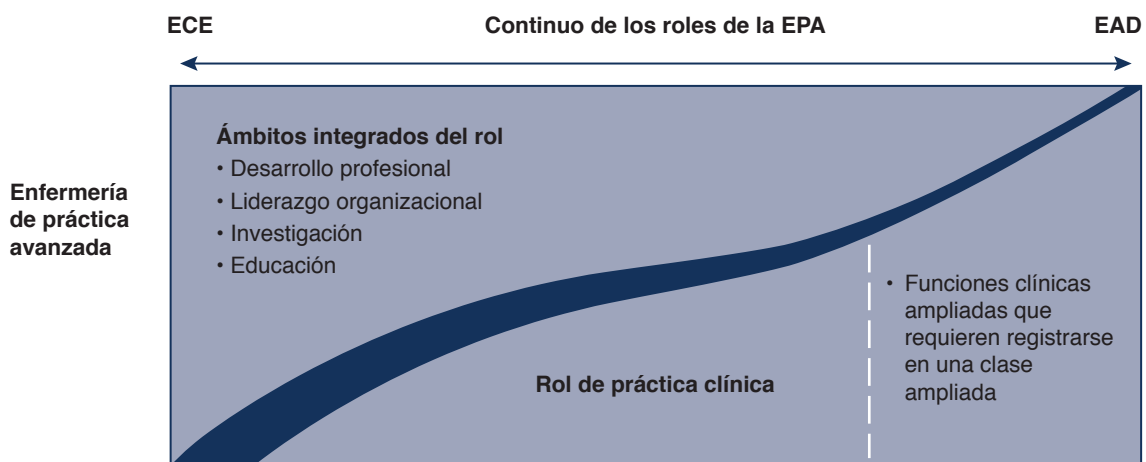 ECE
Continuo de los roles de la EPA
EAD
Enfermería
de práctica
avanzada
Ámbitos integrados del rol
• Desarrollo profesional
• Liderazgo organizacional
• Investigación
• Educación
Rol de práctica clínica
• Funciones clínicas
ampliadas que
requieren registrarse
en una clase
ampliada